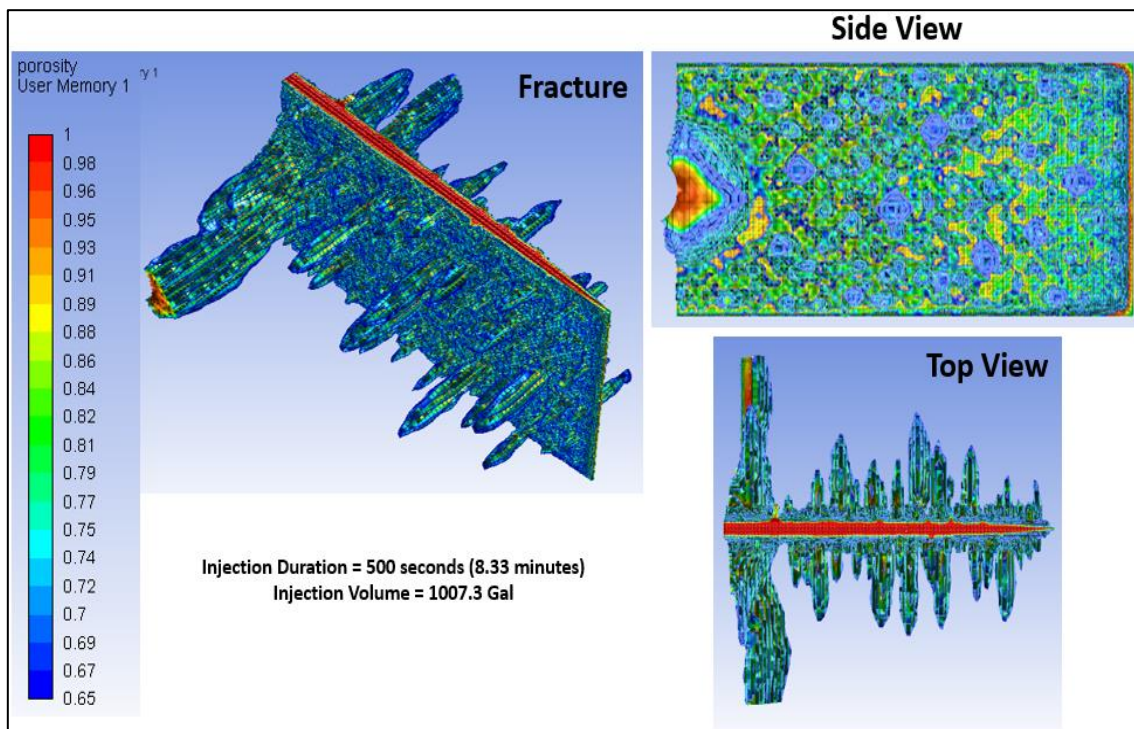 Side View
porosity
User Memory 1
ry 1
Fracture
1
0.98
0.96
0.95
0.93
0.91
0.89
0.88
0.86
0.84
0.82
0.81
0.79
0.77
0.75
0.74
0.72
0.7
0.69
0.67
0.65
Top View
Injection Duration = 500 seconds (8.33 minutes)
Injection Volume = 1007.3 Gal